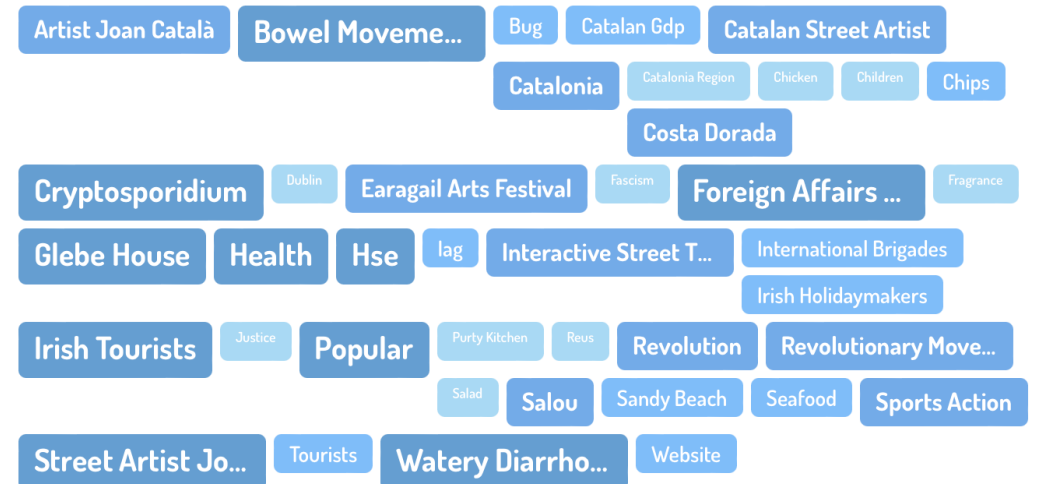 Artist Joan Català
Bowel Moveme...
Bug
Catalan Gdp
Catalan Street Artist
Catalonia
Catalonia Region
Chicken
Children
Chips
Costa Dorada
Cryptosporidium
Dublin
Earagail Arts Festival
Fascism
Foreign Affairs ...
Fragrance
Glebe House
Health
Hse
Iag
Interactive Street T...
International Brigades
Irish Holidaymakers
Irish Tourists
Justice
Popular
Purty Kitchen
Reus
Revolution
Revolutionary Move...
Salad
Salou
Sandy Beach
Seafood
Sports Action
Street Artist Jo...
Tourists
Watery Diarrho...
Website